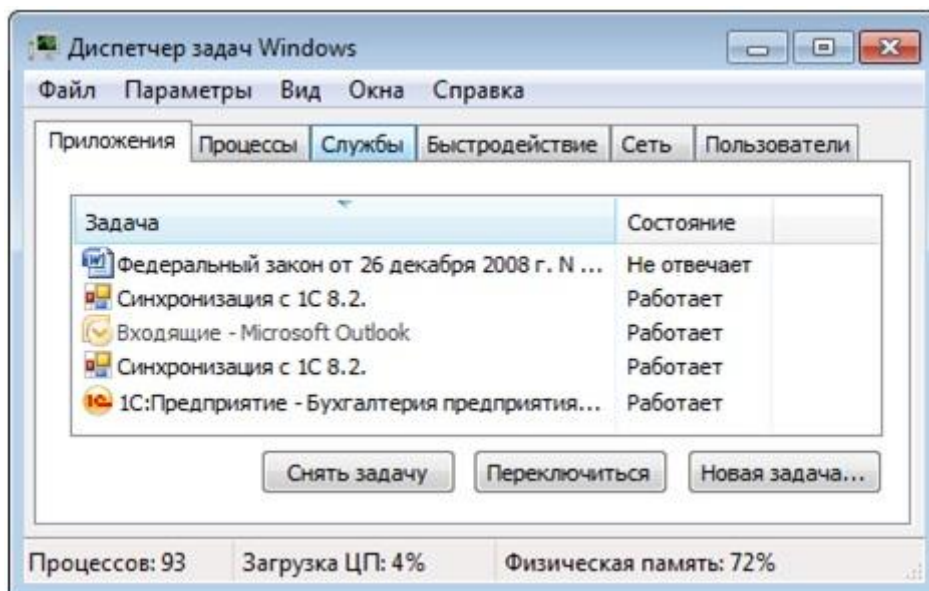 Диспетчер задач Windows
Файл Параметры Вид Окна Справка
Приложения Процессы Службы Быстродействие Сеть Пользователи
Задача Состояние
Федеральный закон от 26 декабря 2008 г. N ... Не отвечает
Синхронизация с 1С 8.2. Работает
Входящие - Microsoft Outlook Работает
Синхронизация с 1С 8.2. Работает
1С:Предприятие - Бухгалтерия предприятия... Работает
Снять задачу Переключиться Новая задача...
Процессов: 93 Загрузка ЦП: 4% Физическая память: 72%